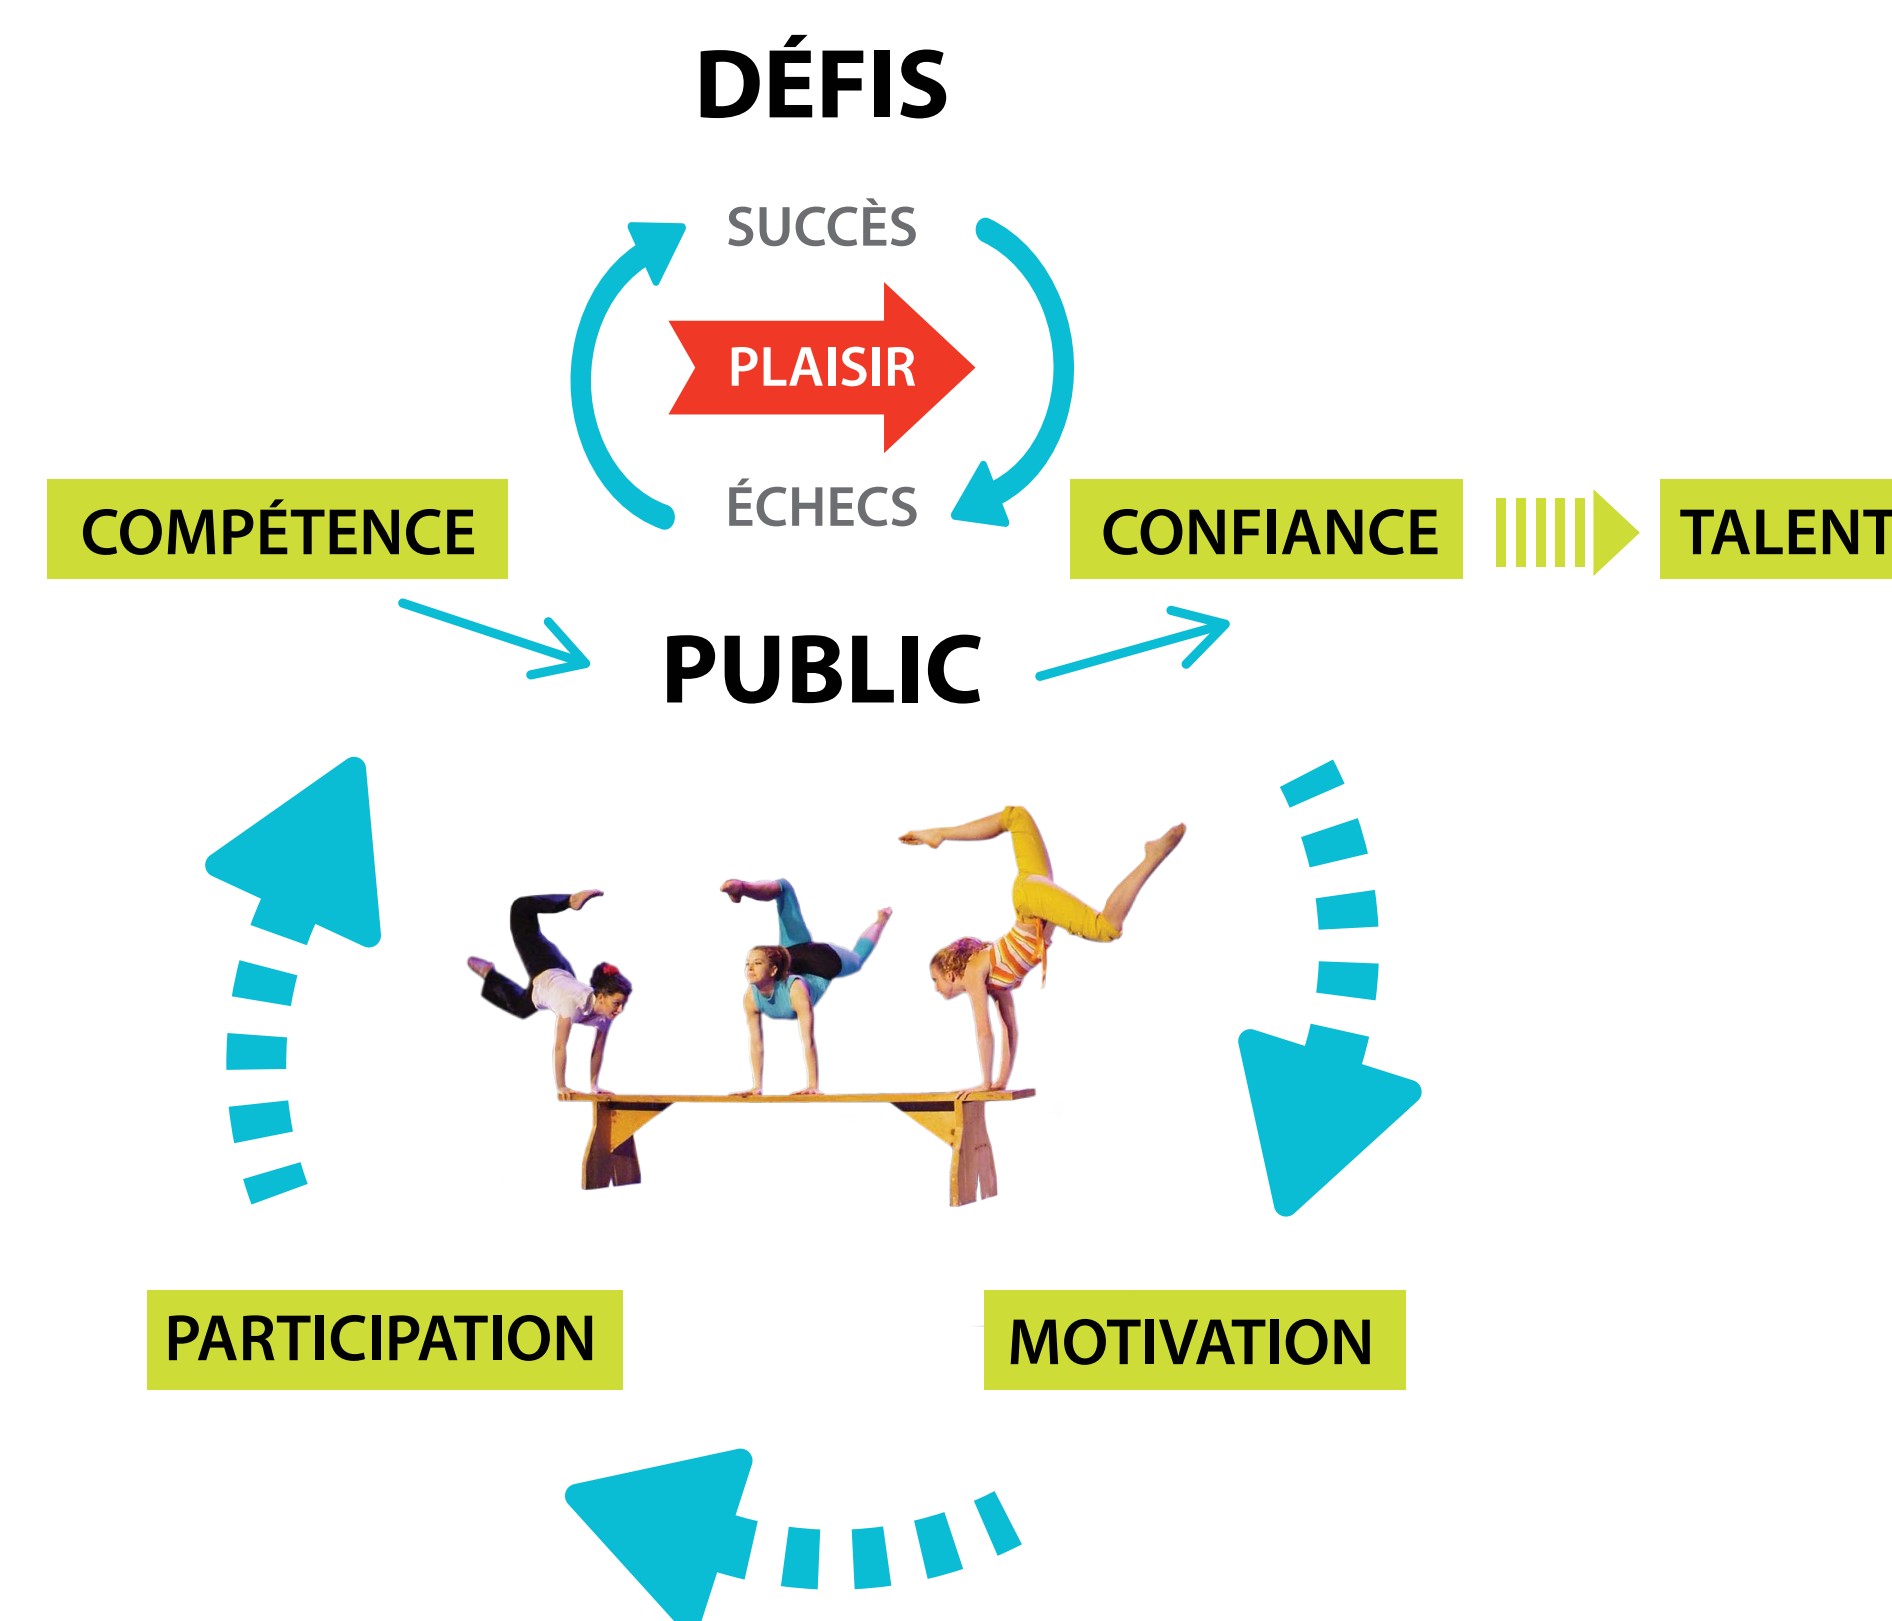 DÉFIS
SUCCÈS
PLAISIR
ÉCHECS
COMPÉTENCE
CONFIANCE
TALENT
PUBLIC
PARTICIPATION
MOTIVATION